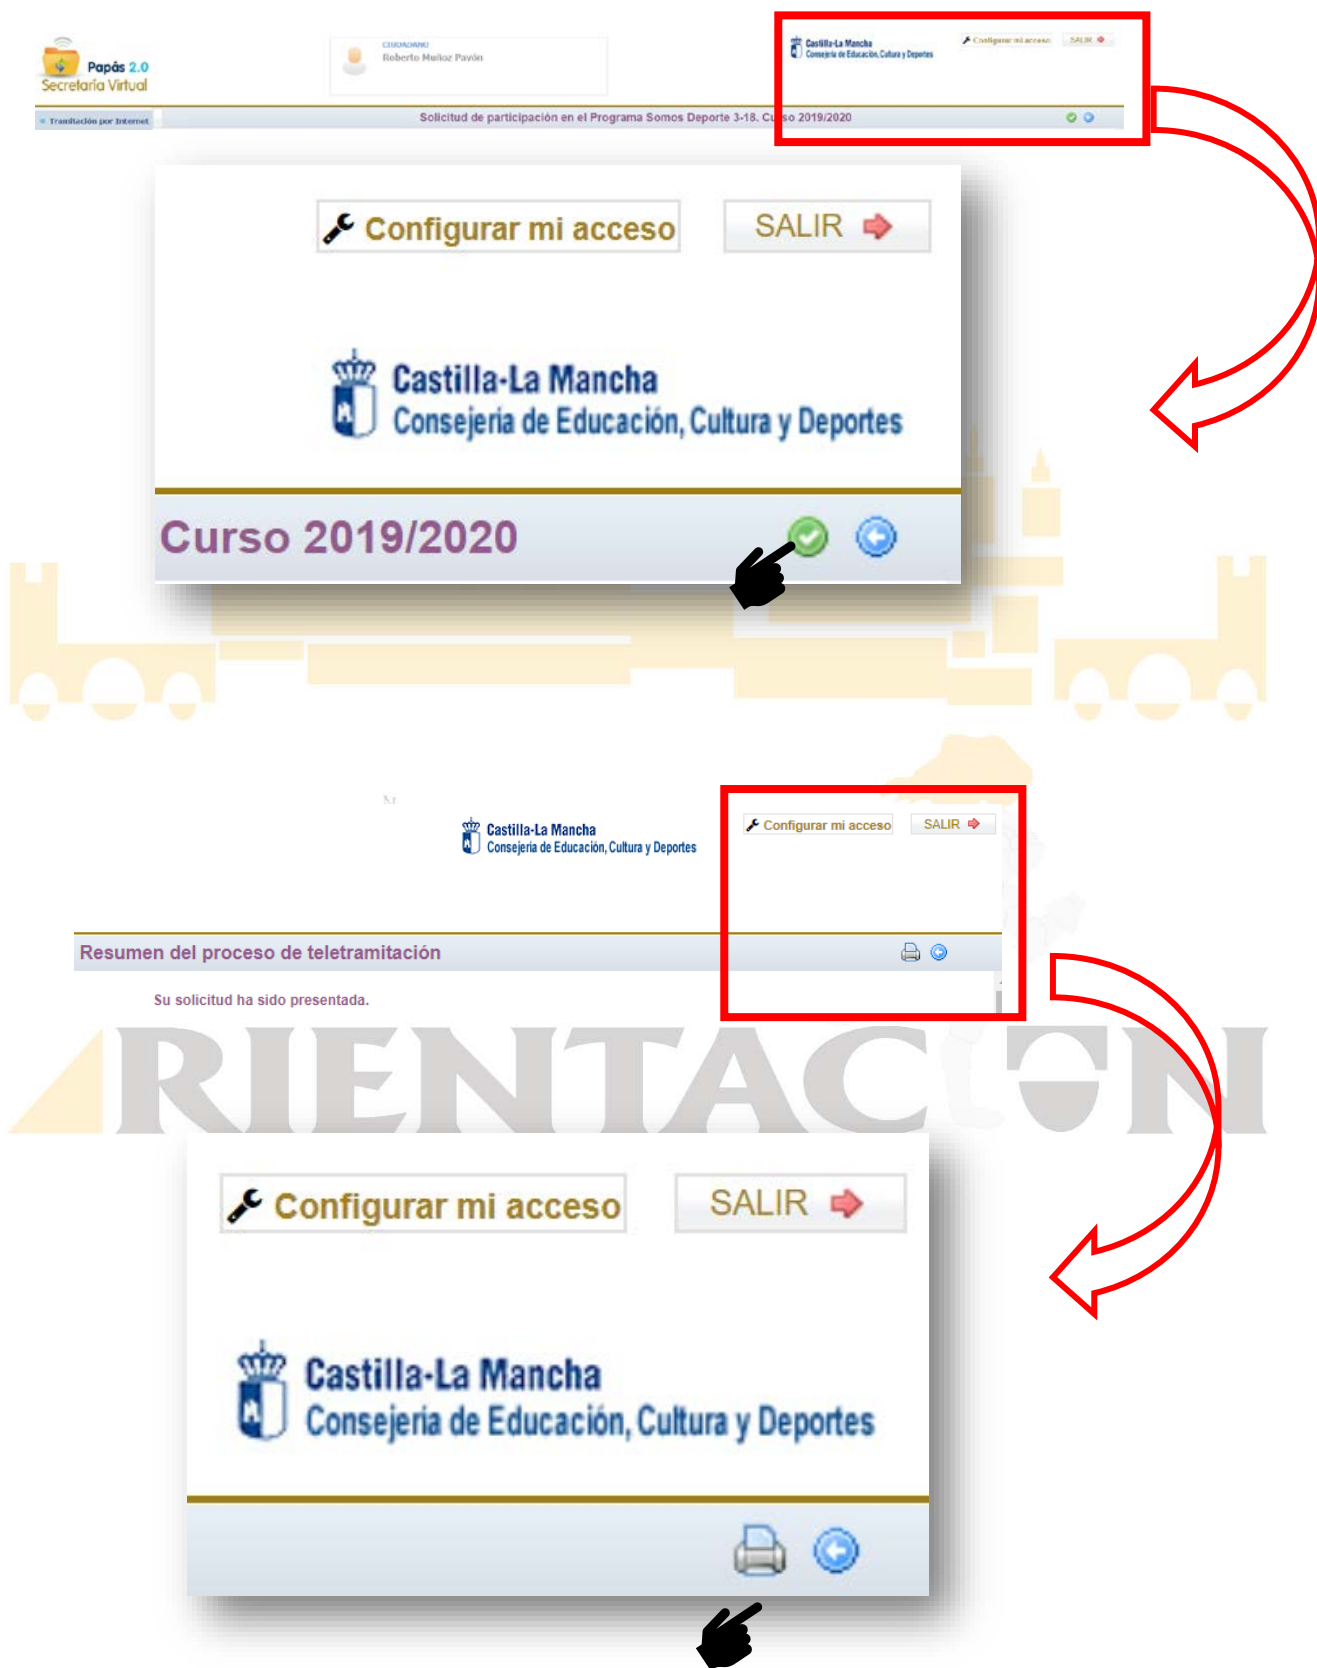 Papás 2.0
Secretaría Virtual
CIUDADANO
Roberto Muñoz Pavón
Castilla-La Mancha
Consejería de Educación, Cultura y Deportes
Configurar mi acceso
SALIR
Tramitación por Internet
Solicitud de participación en el Programa Somos Deporte 3-18. Curso 2019/2020
Configurar mi acceso
SALIR
Castilla-La Mancha
Consejería de Educación, Cultura y Deportes
Curso 2019/2020
Castilla-La Mancha
Consejería de Educación, Cultura y Deportes
Configurar mi acceso
SALIR
Resumen del proceso de teletramitación
Su solicitud ha sido presentada.
RIENTACIÓN
Configurar mi acceso
SALIR
Castilla-La Mancha
Consejería de Educación, Cultura y Deportes